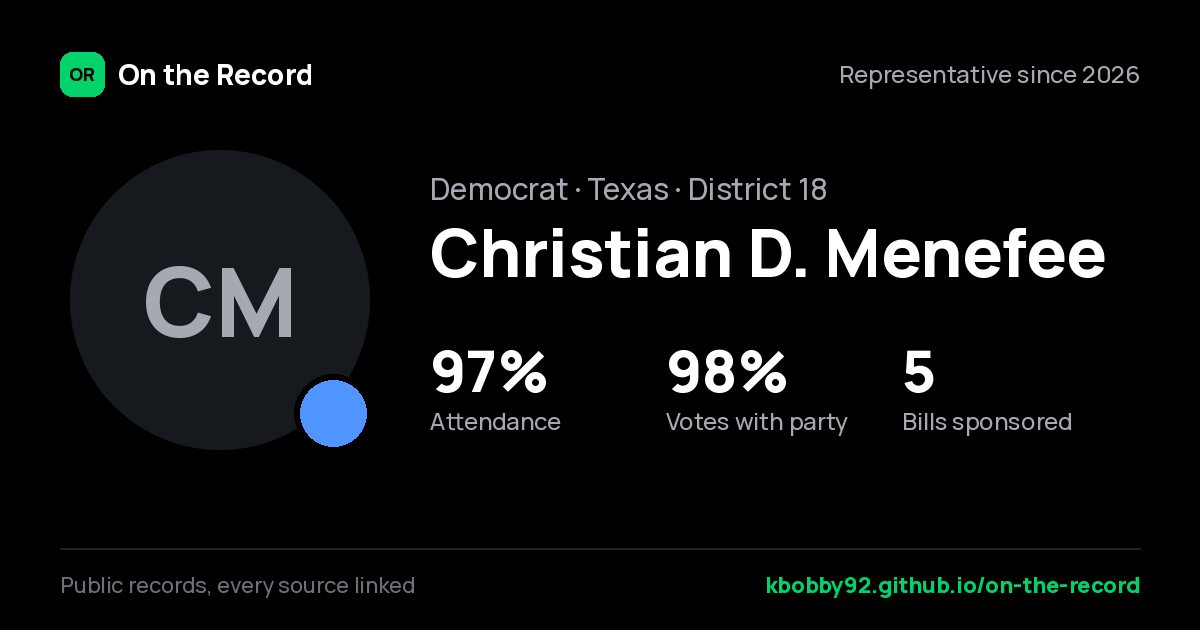 OR On the Record
Representative since 2026
Democrat · Texas · District 18
Christian D. Menefee
CM
97% 98% 5
Attendance Votes with party Bills sponsored
Public records, every source linked
kbobby92.github.io/on-the-record